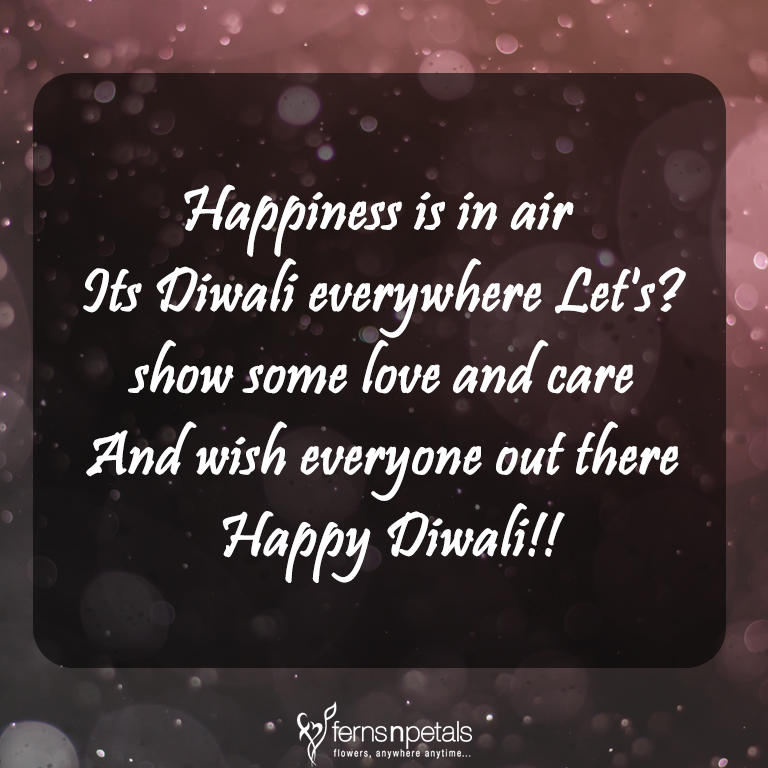 Happiness is in air
Its Diwali everywhere Let's?
show some love and care
And wish everyone out there
Happy Diwali!!
fernsnpetals
flowers, anywhere anytime...